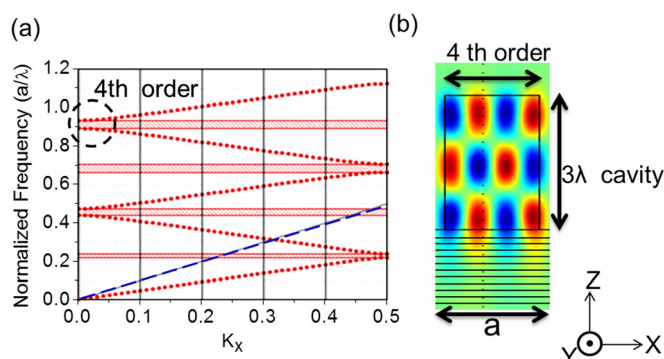 (a)
Normalized Frequency (a/λ)
1.2
1.0
0.8
0.6
0.4
0.2
0.0
4th order
0.0 0.1 0.2 0.3 0.4 0.5
Kx
(b)
4 th order
3λ cavity
a
Z
Y
X